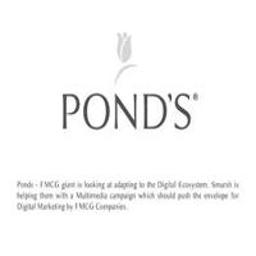 POND'S®
Ponds - FMCG giant is looking at adapting to the Digital Ecosystem. Smarsh is
helping them with a Multimedia campaign which should push the envelope for
Digital Marketing by FMCG Companies.